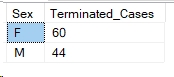 Sex Terminated_Cases
F 60
M 44